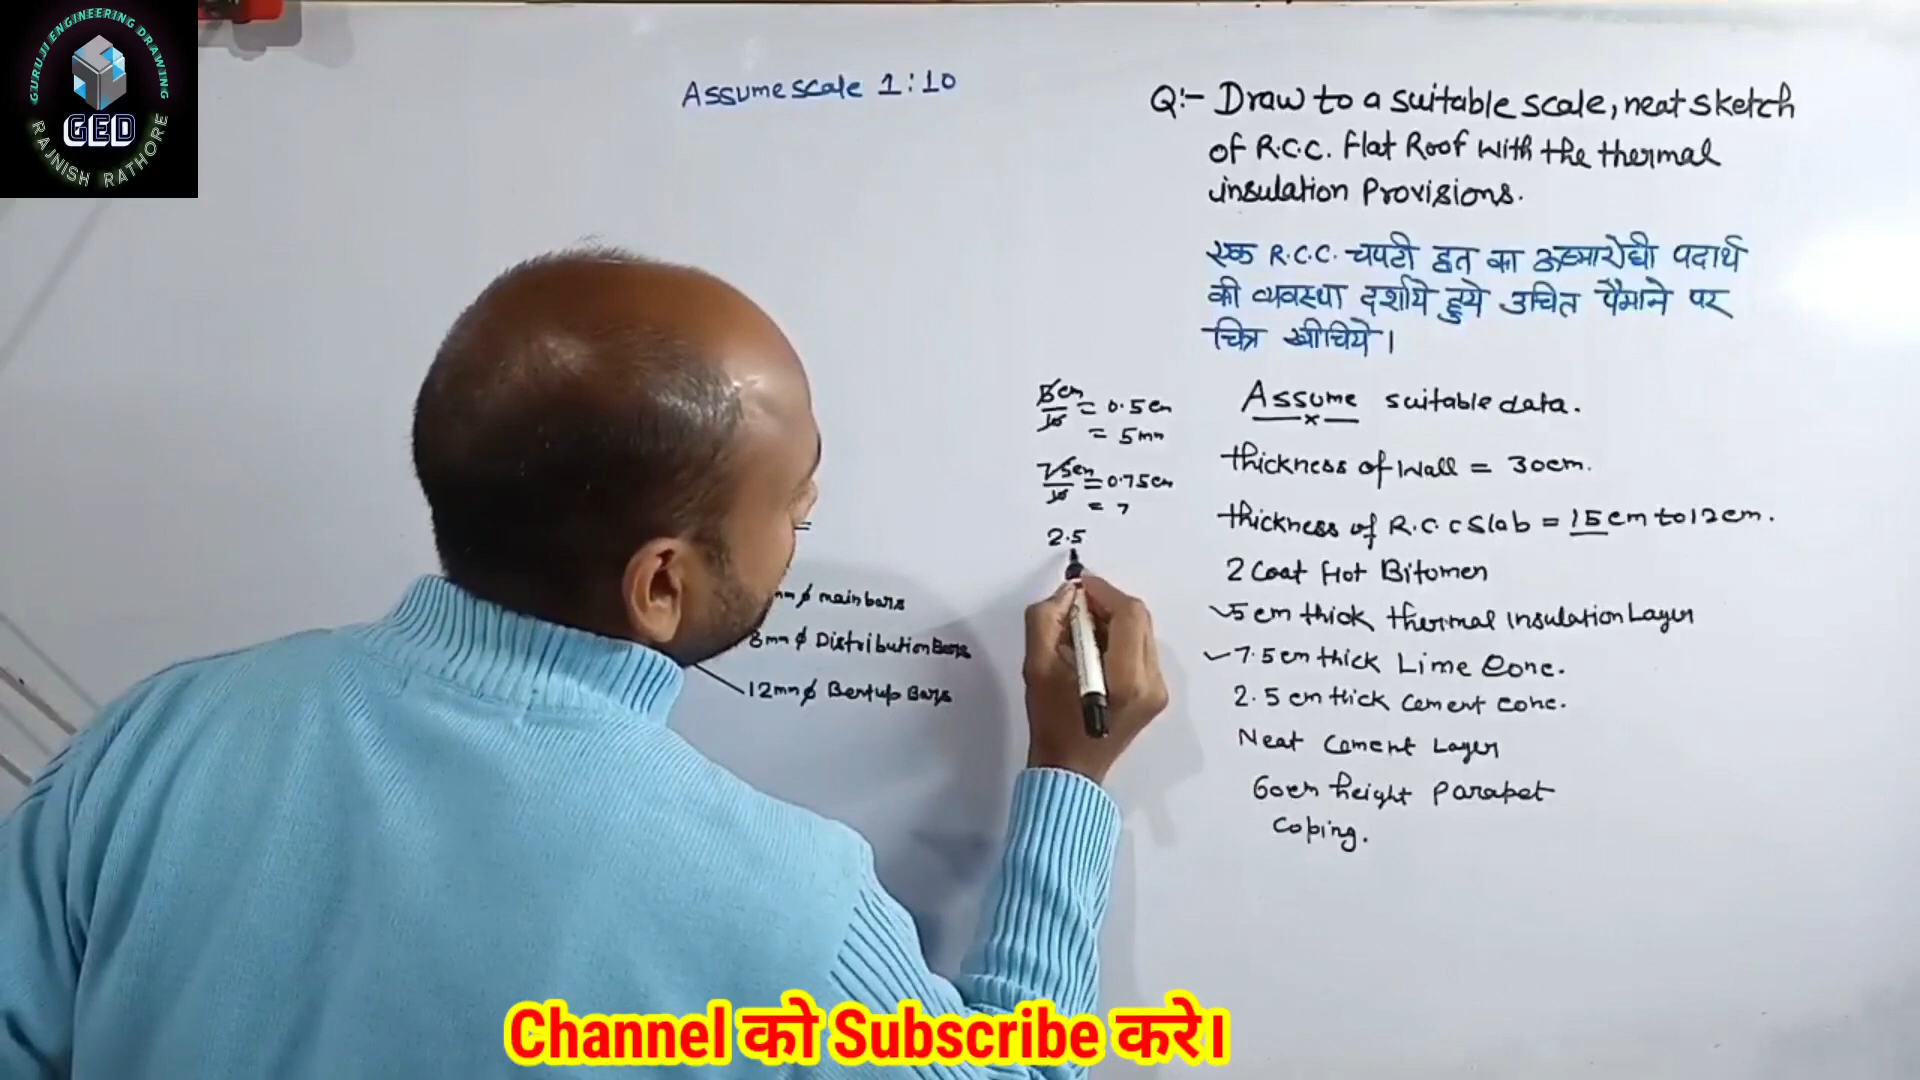 GURUJI ENGINEERING DRAWING
GED
RAJNISH RATHORE
Assume scale 1:10
Q:- Draw to a suitable scale, neat sketch
of R.C.C. flat Roof with the thermal
insulation Provisions.
एक R.C.C. चपटी छत का ऊष्मारोधी पदार्थ
की व्यवस्था दर्शाये हुये उचित पैमाने पर
चित्र खीचिये।
Assume suitable data.
thickness of wall = 30cm.
thickness of R.C.C Slab = 15cm to 12cm.
2 Coat Hot Bitumen
5cm thick thermal insulation Layer
7.5cm thick Lime Conc.
2.5cm thick cement conc.
Neat cement Layer
60cm height Parapet
Coping.
5cm/10 = 0.5cm
= 5mm
7.5cm/10 = 0.75cm
= 7
2.5
mm ϕ main bars
8mm ϕ Distribution Bars
12mm ϕ Bentup Bars
Channel को Subscribe करे।